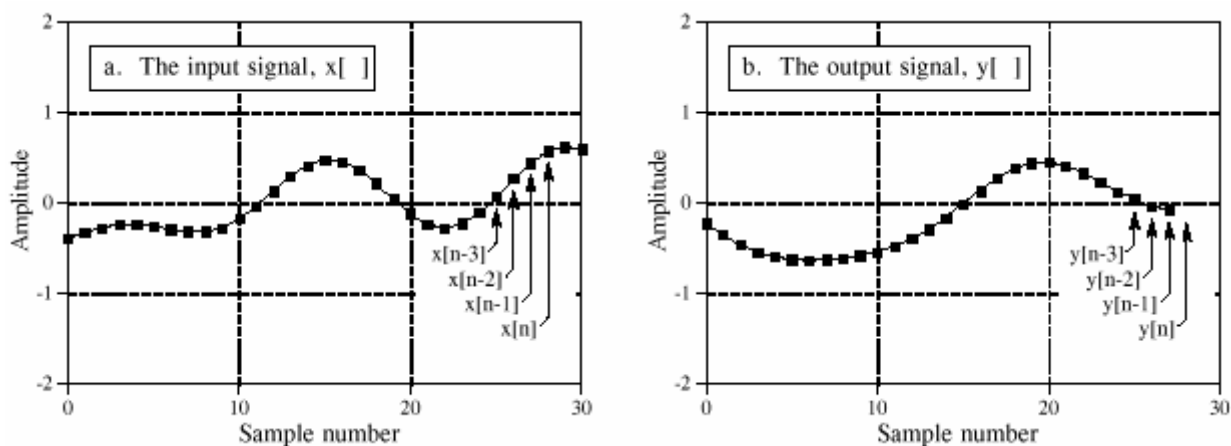 a. The input signal, x[ ]
Amplitude
2
1
0
-1
-2
x[n-3]
x[n-2]
x[n-1]
x[n]
0 10 20 30
Sample number
b. The output signal, y[ ]
Amplitude
2
1
0
-1
-2
y[n-3]
y[n-2]
y[n-1]
y[n]
0 10 20 30
Sample number